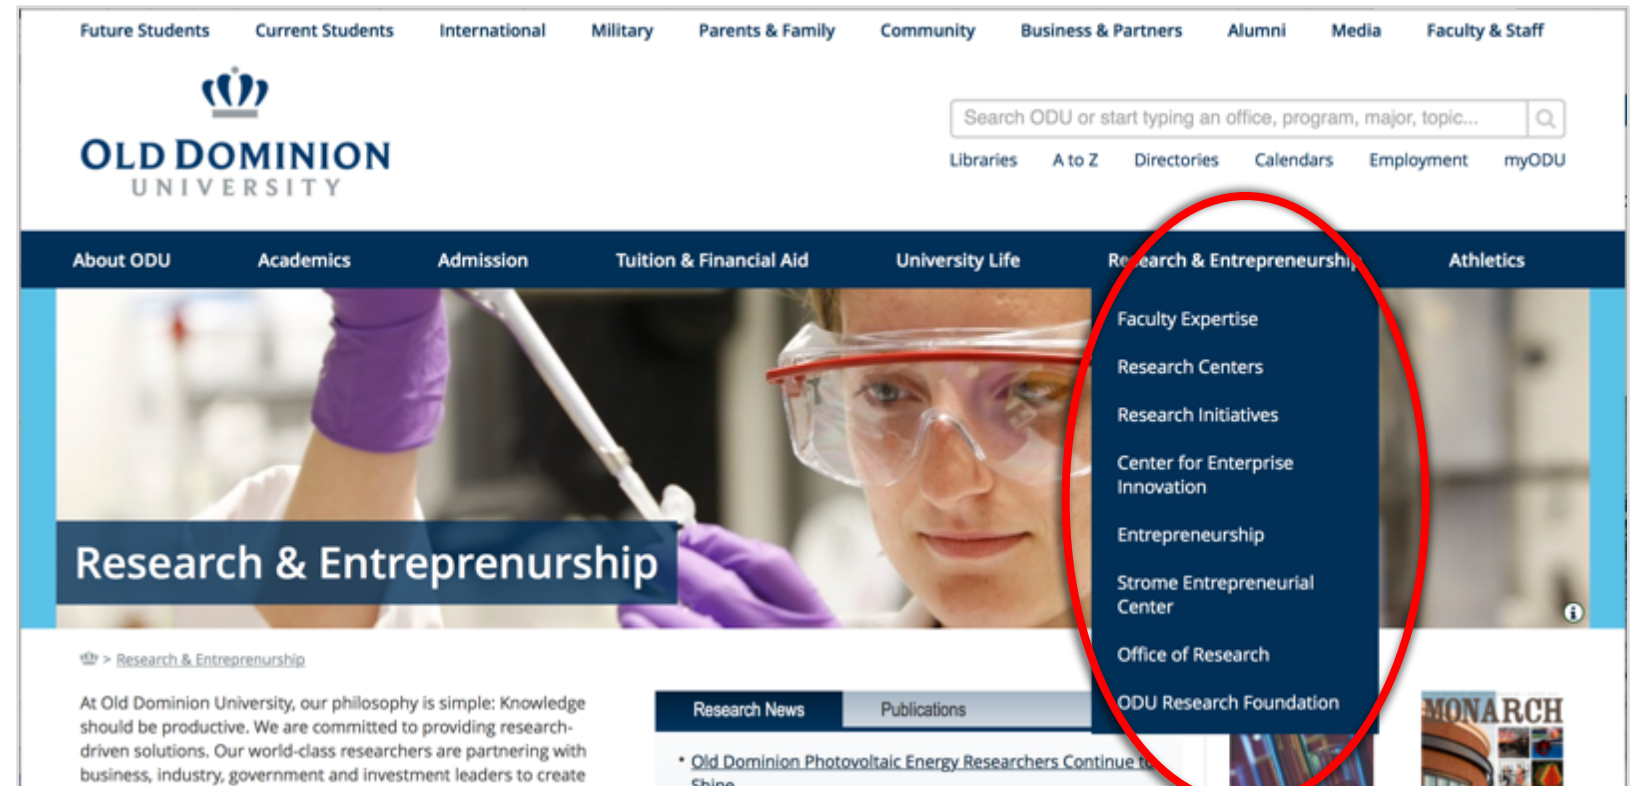 Future Students Current Students International Military Parents & Family Community Business & Partners Alumni Media Faculty & Staff
OLD DOMINION
UNIVERSITY
Search ODU or start typing an office, program, major, topic...
Libraries A to Z Directories Calendars Employment myODU
About ODU Academics Admission Tuition & Financial Aid University Life Research & Entrepreneurship Athletics
Faculty Expertise
Research Centers
Research Initiatives
Center for Enterprise
Innovation
Entrepreneurship
Strome Entrepreneurial
Center
Office of Research
ODU Research Foundation
Research & Entreprenurship
> Research & Entreprenurship
At Old Dominion University, our philosophy is simple: Knowledge
should be productive. We are committed to providing research-
driven solutions. Our world-class researchers are partnering with
business, industry, government and investment leaders to create
Research News Publications
• Old Dominion Photovoltaic Energy Researchers Continue to
Shine
MONARCH